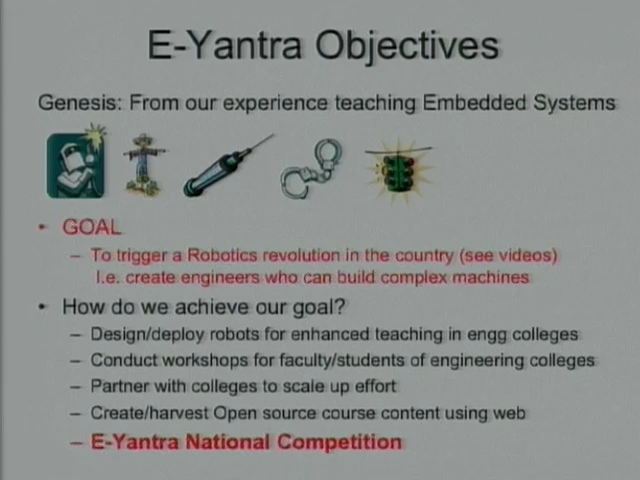 E-Yantra Objectives
Genesis: From our experience teaching Embedded Systems
• GOAL
– To trigger a Robotics revolution in the country (see videos)
I.e. create engineers who can build complex machines
• How do we achieve our goal?
– Design/deploy robots for enhanced teaching in engg colleges
– Conduct workshops for faculty/students of engineering colleges
– Partner with colleges to scale up effort
– Create/harvest Open source course content using web
– E-Yantra National Competition